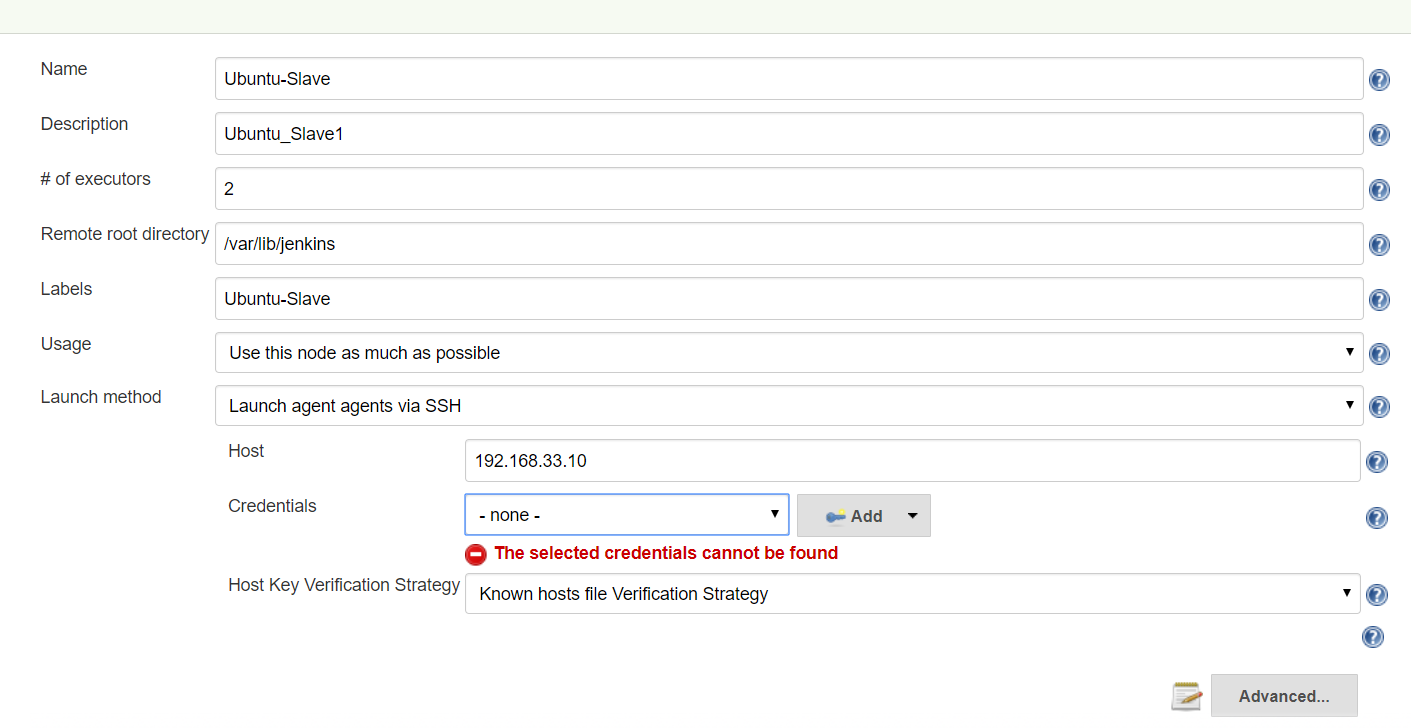 Name
Ubuntu-Slave
Description
Ubuntu_Slave1
# of executors
2
Remote root directory
/var/lib/jenkins
Labels
Ubuntu-Slave
Usage
Use this node as much as possible
Launch method
Launch agent agents via SSH
Host
192.168.33.10
Credentials
- none -
Add
The selected credentials cannot be found
Host Key Verification Strategy
Known hosts file Verification Strategy
Advanced...